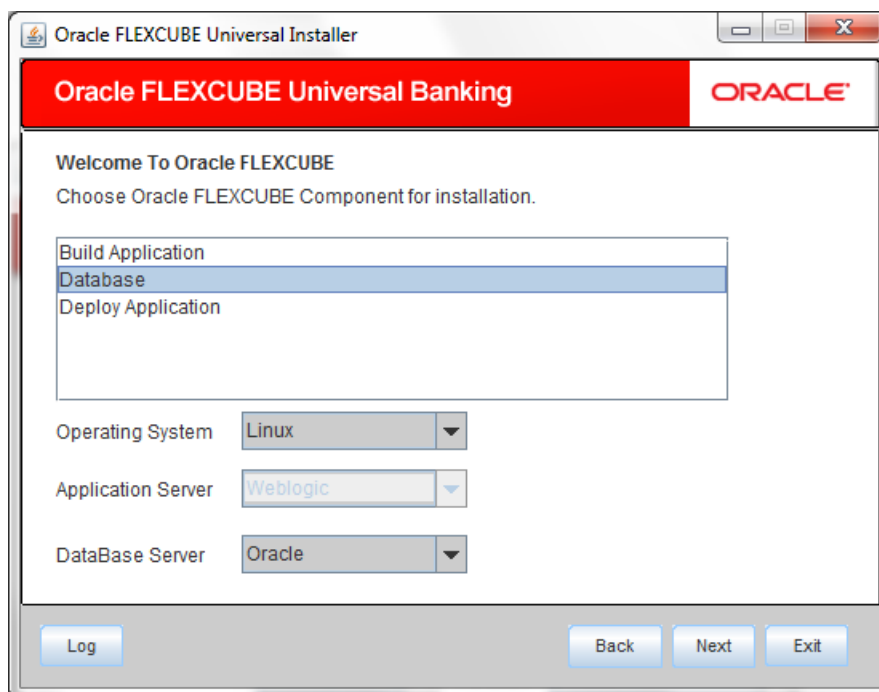 Oracle FLEXCUBE Universal Installer
Oracle FLEXCUBE Universal Banking
ORACLE
Welcome To Oracle FLEXCUBE
Choose Oracle FLEXCUBE Component for installation.
Build Application
Database
Deploy Application
Operating System Linux
Application Server Weblogic
DataBase Server Oracle
Log Back Next Exit